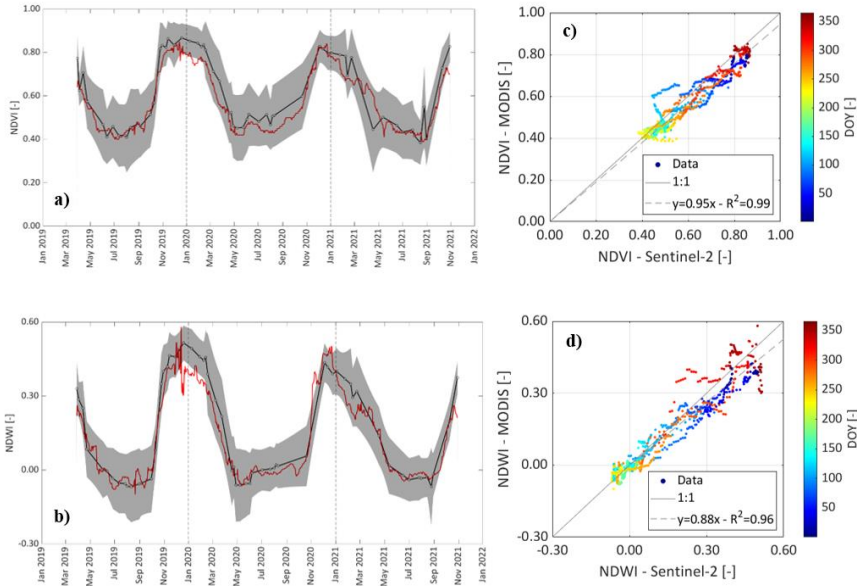 1.00
0.80
0.60
0.40
0.20
0.00
NDVI [-]
a)
Jan 2019
Mar 2019
May 2019
Jul 2019
Sep 2019
Nov 2019
Jan 2020
Mar 2020
May 2020
Jul 2020
Sep 2020
Nov 2020
Jan 2021
Mar 2021
May 2021
Jul 2021
Sep 2021
Nov 2021
Jan 2022
c)
1.00
0.80
0.60
0.40
0.20
0.00
NDVI - MODIS [-]
Data
1:1
y=0.95x - R²=0.99
0.00 0.20 0.40 0.60 0.80 1.00
NDVI - Sentinel-2 [-]
350
300
250
200
150
100
50
DOY [-]
0.60
0.30
0.00
-0.30
NDWI [-]
b)
Jan 2019
Mar 2019
May 2019
Jul 2019
Sep 2019
Nov 2019
Jan 2020
Mar 2020
May 2020
Jul 2020
Sep 2020
Nov 2020
Jan 2021
Mar 2021
May 2021
Jul 2021
Sep 2021
Nov 2021
Jan 2022
d)
0.60
0.30
0.00
-0.30
NDWI - MODIS [-]
Data
1:1
y=0.88x - R²=0.96
-0.30 0.00 0.30 0.60
NDWI - Sentinel-2 [-]
350
300
250
200
150
100
50
DOY [-]